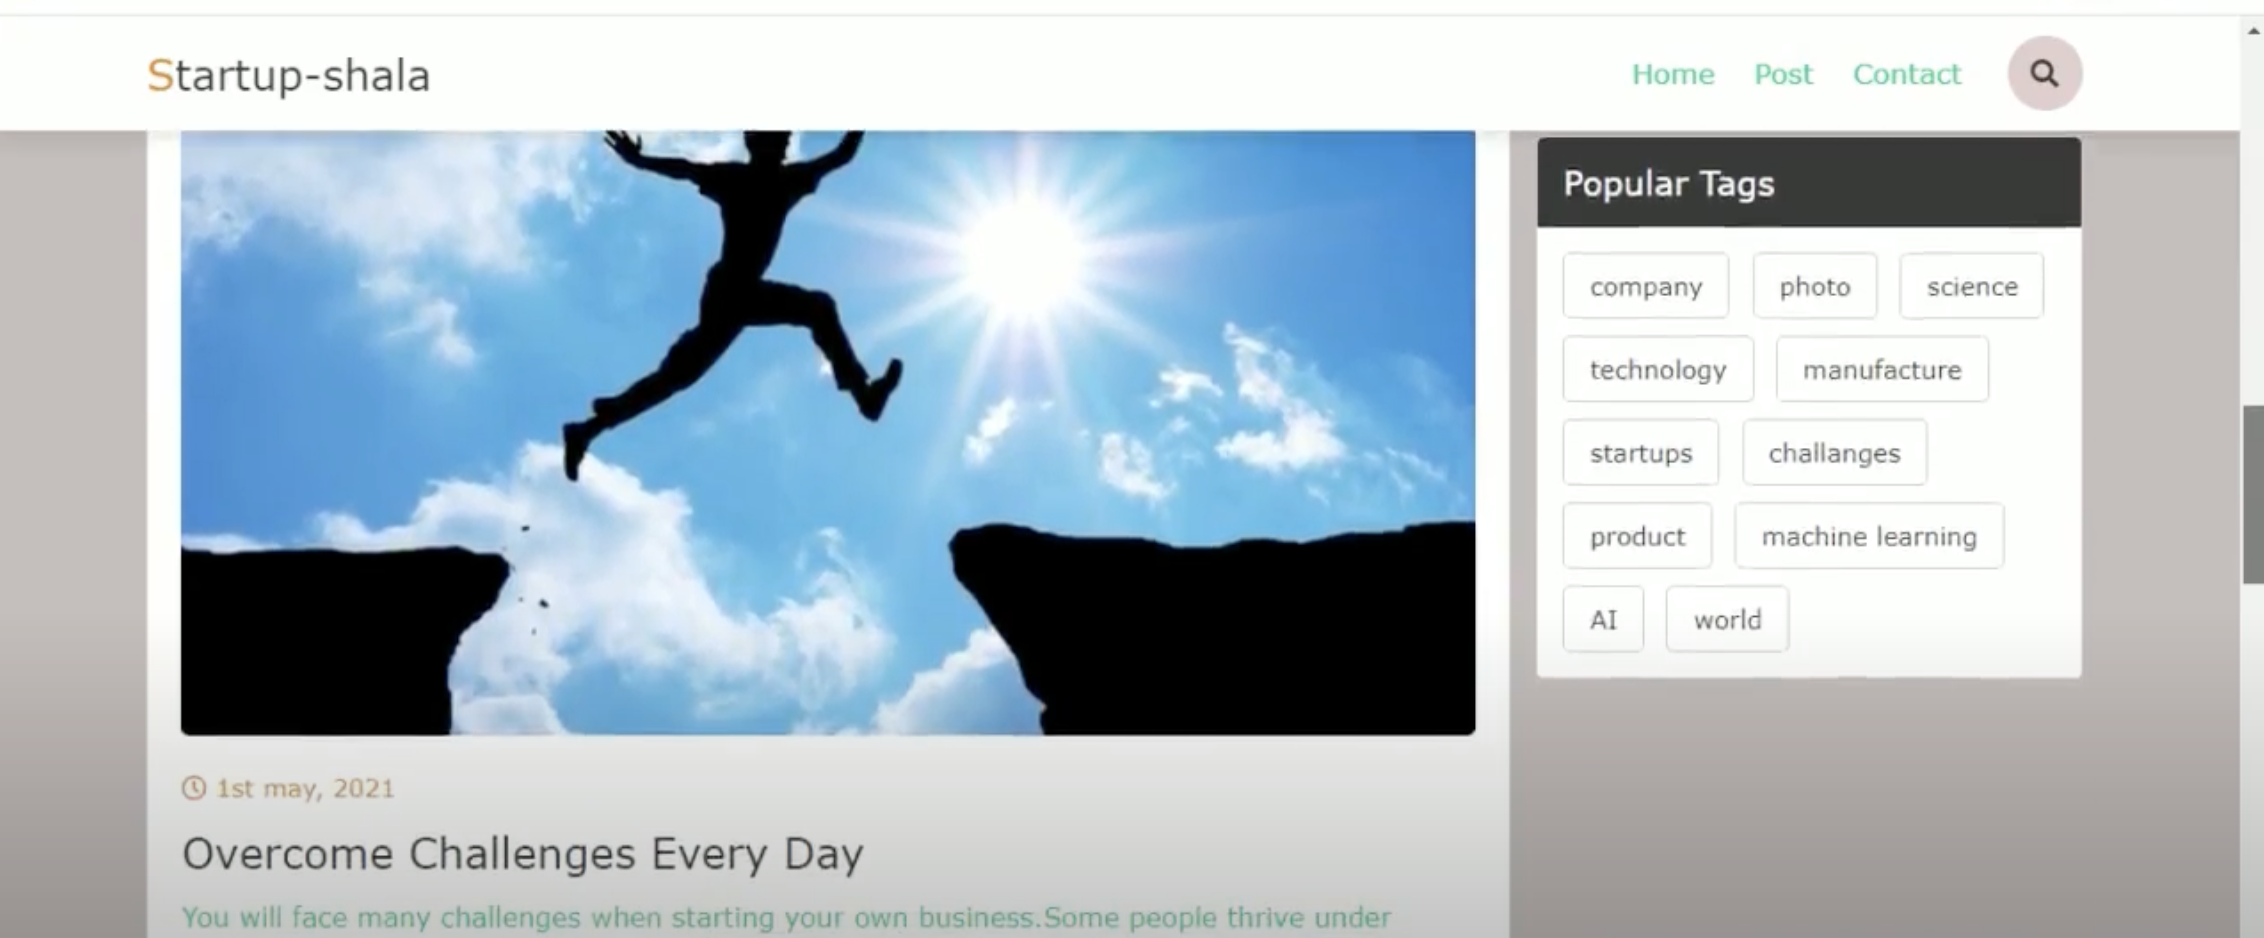 Startup-shala
Home Post Contact
Popular Tags
company photo science
technology manufacture
startups challanges
product machine learning
AI world
1st may, 2021
Overcome Challenges Every Day
You will face many challenges when starting your own business.Some people thrive under